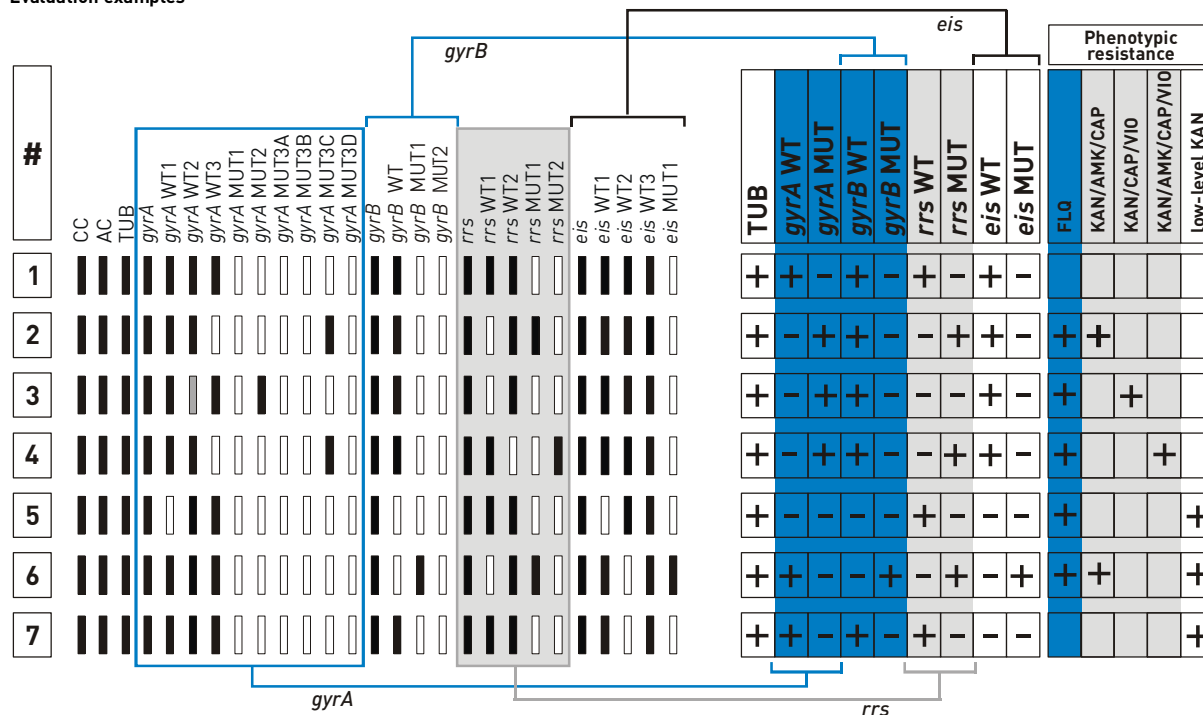 Evaluation examples
gyrB
eis
Phenotypic
resistance
#
CC
AC
TUB
gyrA
gyrA WT1
gyrA WT2
gyrA WT3
gyrA MUT1
gyrA MUT2
gyrA MUT3A
gyrA MUT3B
gyrA MUT3C
gyrA MUT3D
gyrB
gyrB WT
gyrB MUT1
gyrB MUT2
rrs
rrs WT1
rrs WT2
rrs MUT1
rrs MUT2
eis
eis WT1
eis WT2
eis WT3
eis MUT1
TUB
gyrA WT
gyrA MUT
gyrB WT
gyrB MUT
rrs WT
rrs MUT
eis WT
eis MUT
FLQ
KAN/AMK/CAP
KAN/CAP/VIO
KAN/AMK/CAP/VIO
low-level KAN
1 + + − + − + − + −
2 + − + + − − + + − + +
3 + − + + − − − + − + +
4 + − + + − − + + − + +
5 + − − − − + − − − + +
6 + + − − + − + − + + + +
7 + + − + − + − − − +
gyrA
rrs